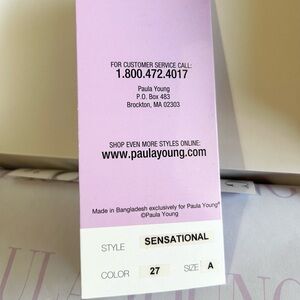 FOR CUSTOMER SERVICE CALL:
1.800.472.4017
Paula Young
P.O. Box 483
Brockton, MA 02303
SHOP EVEN MORE STYLES ONLINE:
www.paulayoung.com
Made in Bangladesh exclusively for Paula Young®
©Paula Young
STYLE SENSATIONAL
COLOR 27 SIZE A